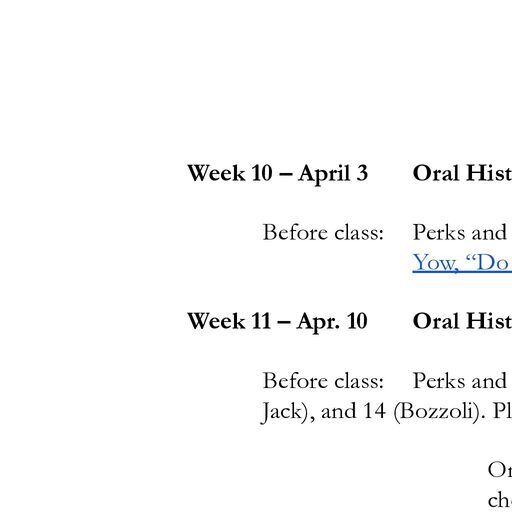 Week 10 – April 3 Oral Hist
Before class: Perks and
Yow, “Do
Week 11 – Apr. 10 Oral Hist
Before class: Perks and
Jack), and 14 (Bozzoli). Pl
Or
ch